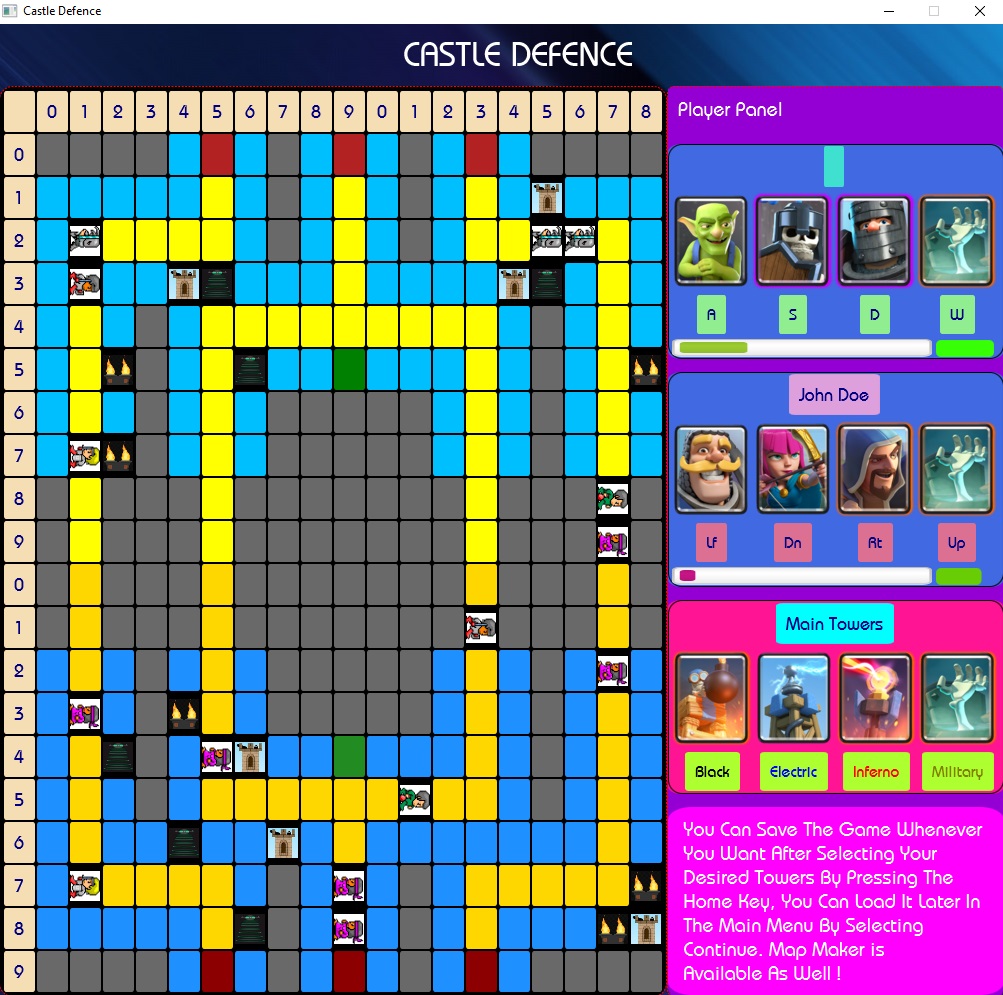 Castle Defence
CASTLE DEFENCE
Player Panel
0 1 2 3 4 5 6 7 8 9 0 1 2 3 4 5 6 7 8
0
1
2
3
4
5
6
7
8
9
0
1
2
3
4
5
6
7
8
9
A S D W
John Doe
Lf Dn Rt Up
Main Towers
Black Electric Inferno Military
You Can Save The Game Whenever
You Want After Selecting Your
Desired Towers By Pressing The
Home Key, You Can Load It Later In
The Main Menu By Selecting
Continue. Map Maker is
Available As Well !